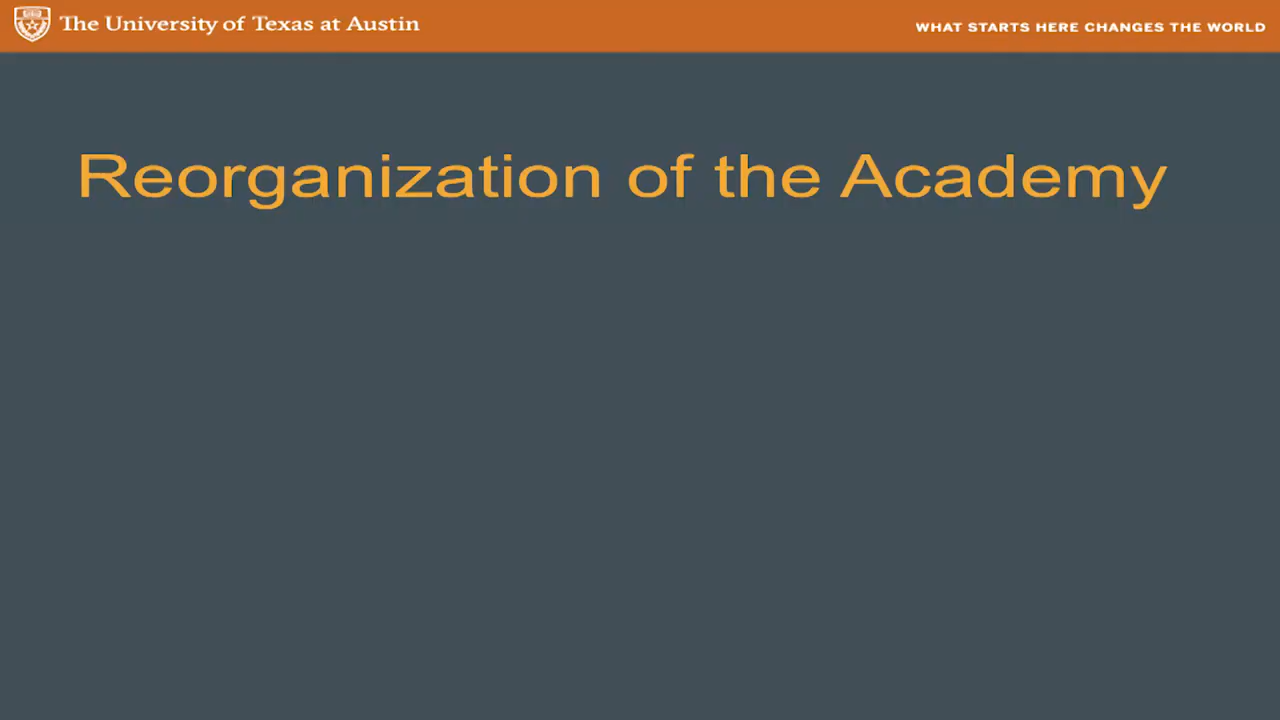 The University of Texas at Austin
WHAT STARTS HERE CHANGES THE WORLD
Reorganization of the Academy